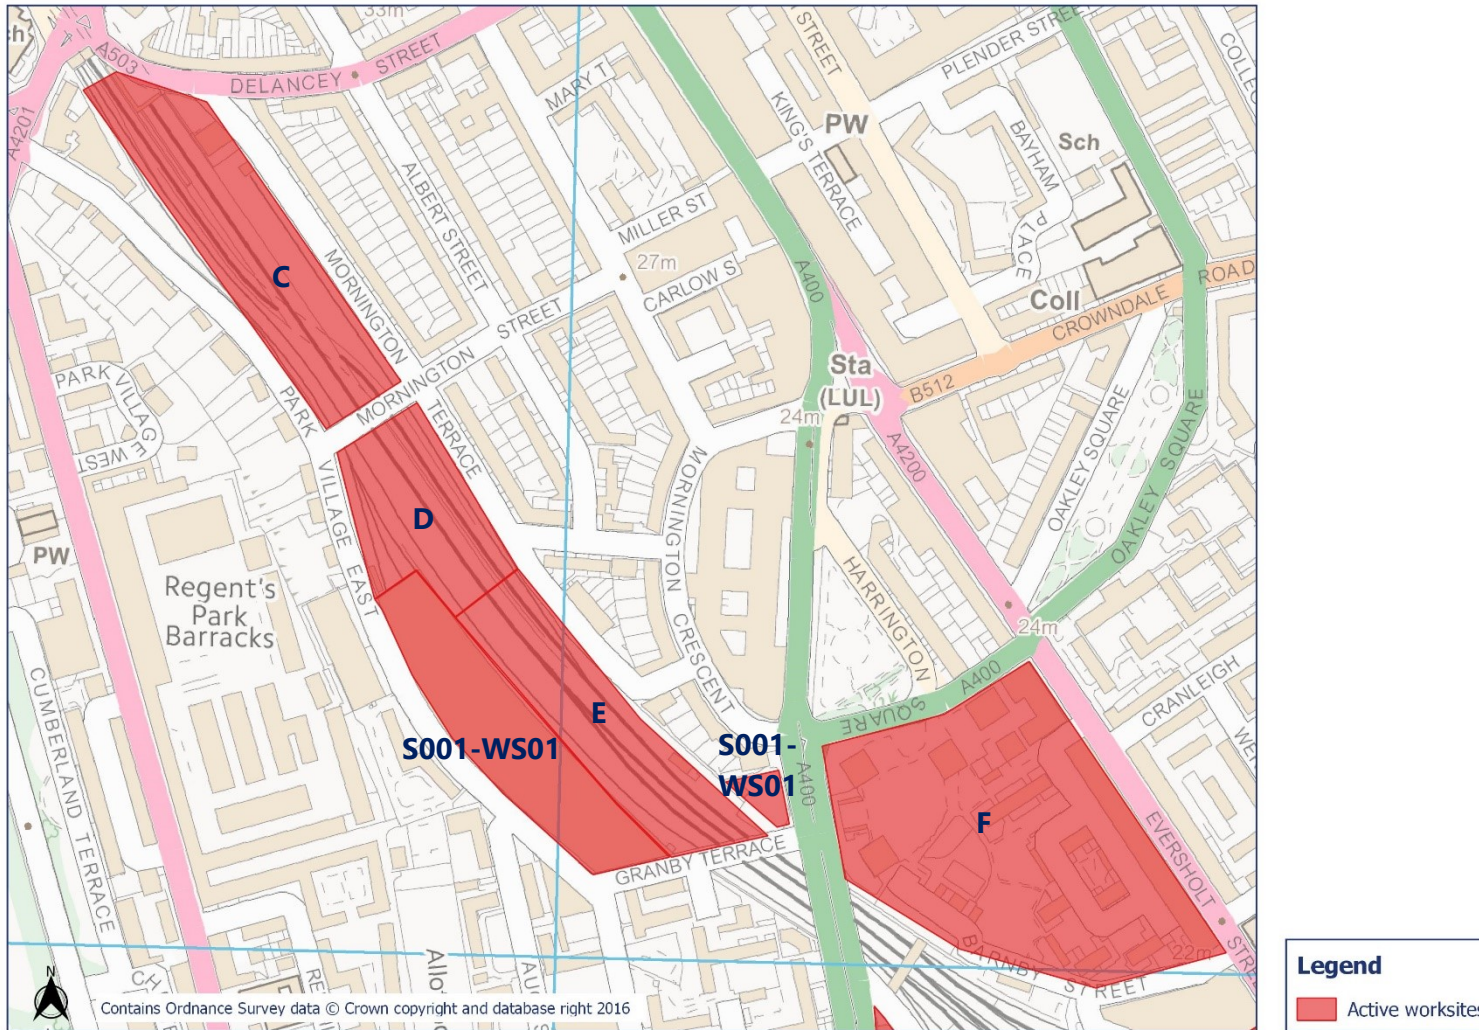 33m
A503
DELANCEY STREET
A4201
MARY T
KING'S TERRACE
STREET
PLENDER STREET
PW
BAYHAM PLACE
Sch
ALBERT STREET
MILLER ST
27m
CARLOW S
A400
Coll
CROWNDALE ROAD
C
MORNINGTON TERRACE
MORNINGTON STREET
Sta
(LUL)
B512
24m
PARK VILLAGE WEST
PARK VILLAGE EAST
A4200
OAKLEY SQUARE
OAKLEY SQUARE
D
MORNINGTON CRESCENT
HARRINGTON SQUARE
PW
Regent's
Park
Barracks
24m
A400
CRANLEIGH
CUMBERLAND TERRACE
E
S001-WS01
S001-
WS01
A400
F
EVERSHOLT STREET
GRANBY TERRACE
BARNBY STREET
22m
N
Contains Ordnance Survey data © Crown copyright and database right 2016
Legend
Active worksites